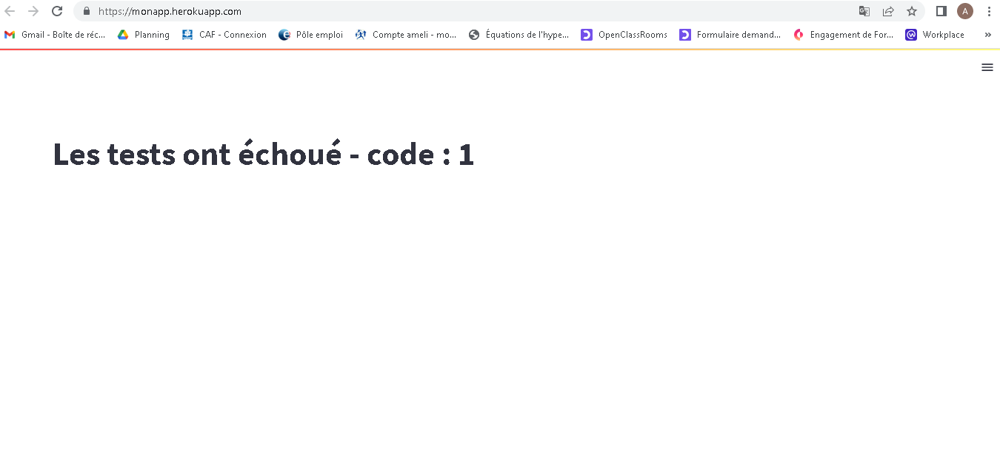 https://monapp.herokuapp.com
A
Gmail - Boîte de réc... Planning CAF - Connexion Pôle emploi Compte ameli - mo... Équations de l'hype... OpenClassRooms Formulaire demand... Engagement de For... Workplace »
Les tests ont échoué - code : 1